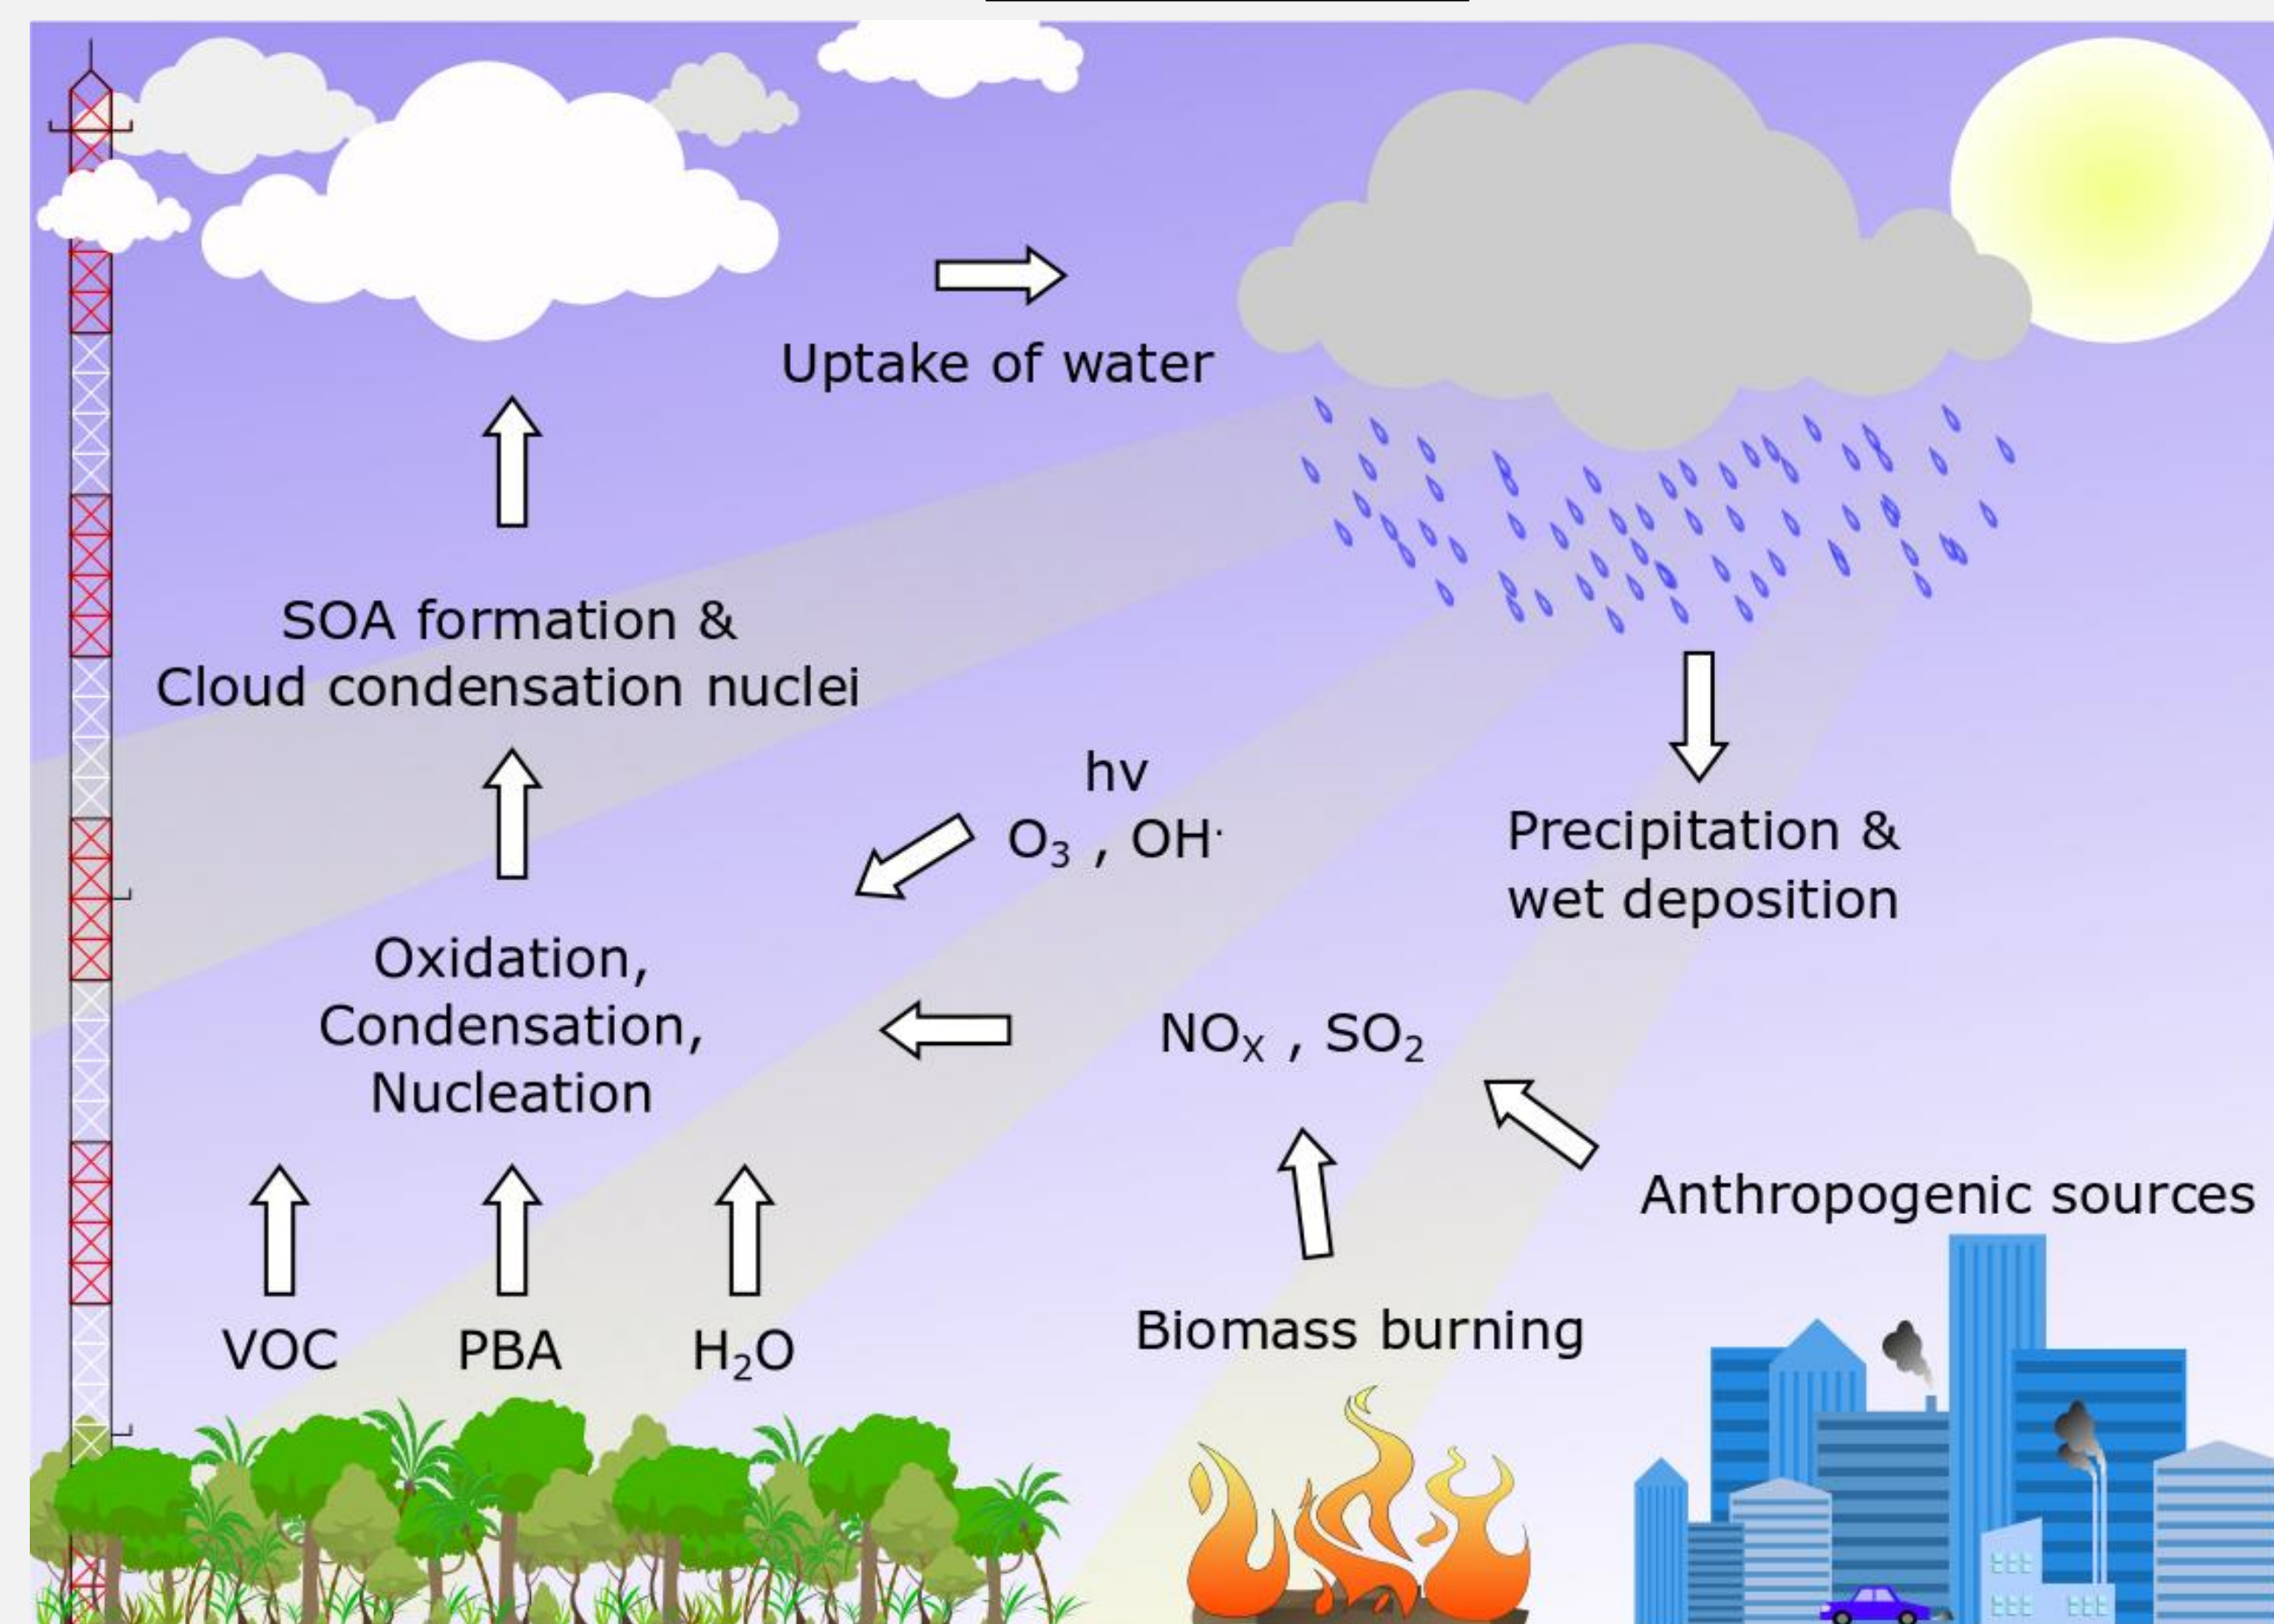 Uptake of water
SOA formation &
Cloud condensation nuclei
hv
O₃ , OH·
Precipitation &
wet deposition
Oxidation,
Condensation,
Nucleation
NOₓ , SO₂
Anthropogenic sources
Biomass burning
VOC PBA H₂O